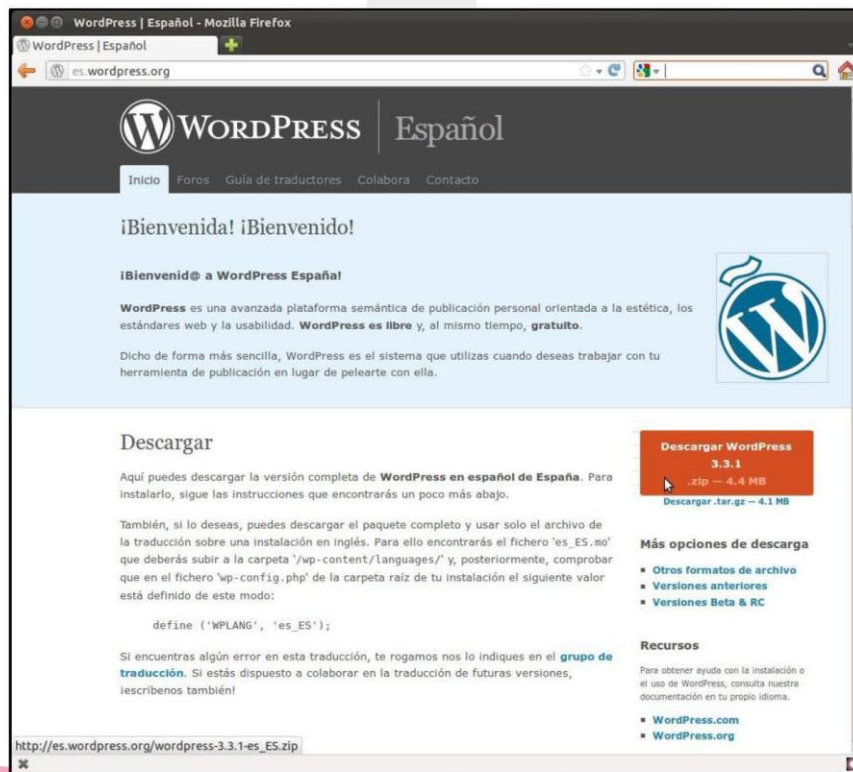 WordPress | Español - Mozilla Firefox
WordPress | Español
es.wordpress.org
WORDPRESS | Español
Inicio Foros Guía de traductores Colabora Contacto
¡Bienvenida! ¡Bienvenido!
¡Bienvenid@ a WordPress España!
WordPress es una avanzada plataforma semántica de publicación personal orientada a la estética, los
estándares web y la usabilidad. WordPress es libre y, al mismo tiempo, gratuito.
Dicho de forma más sencilla, WordPress es el sistema que utilizas cuando deseas trabajar con tu
herramienta de publicación en lugar de pelearte con ella.
Descargar
Aquí puedes descargar la versión completa de WordPress en español de España. Para
instalarlo, sigue las instrucciones que encontrarás un poco más abajo.
También, si lo deseas, puedes descargar el paquete completo y usar solo el archivo de
la traducción sobre una instalación en inglés. Para ello encontrarás el fichero 'es_ES.mo'
que deberás subir a la carpeta '/wp-content/languages/' y, posteriormente, comprobar
que en el fichero 'wp-config.php' de la carpeta raíz de tu instalación el siguiente valor
está definido de este modo:
define ('WPLANG', 'es_ES');
Si encuentras algún error en esta traducción, te rogamos nos lo indiques en el grupo de
traducción. Si estás dispuesto a colaborar en la traducción de futuras versiones,
¡escríbenos también!
Descargar WordPress
3.3.1
.zip — 4.4 MB
Descargar .tar.gz — 4.1 MB
Más opciones de descarga
Otros formatos de archivo
Versiones anteriores
Versiones Beta & RC
Recursos
Para obtener ayuda con la instalación o
el uso de WordPress, consulta nuestra
documentación en tu propio idioma.
WordPress.com
WordPress.org
http://es.wordpress.org/wordpress-3.3.1-es_ES.zip